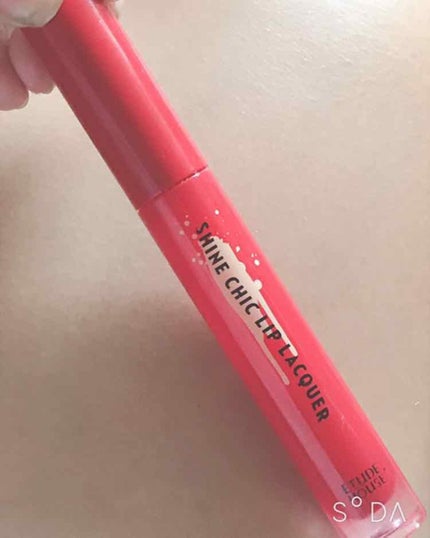 SHINE CHIC LIP LACQUER
ETUDE
HOUSE
SODA